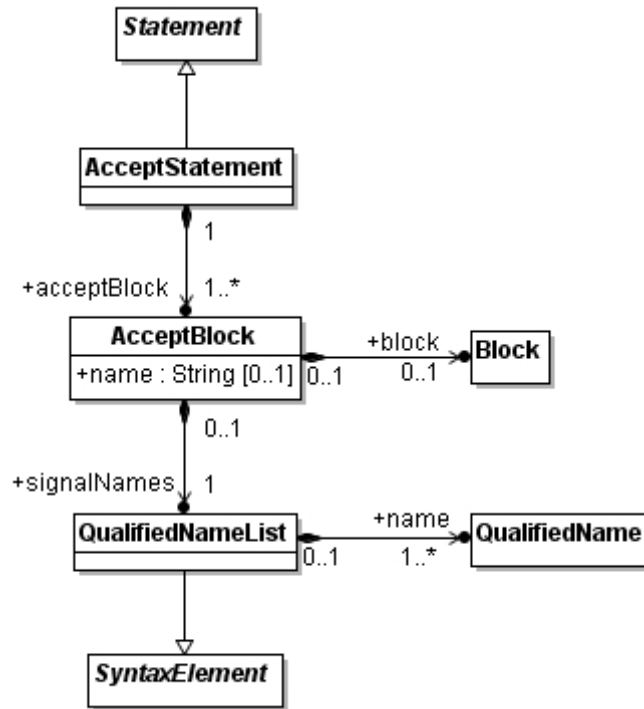 Statement
AcceptStatement
1
+acceptBlock 1..*
AcceptBlock
+name : String [0..1]
+block
0..1 0..1
Block
0..1
+signalNames 1
QualifiedNameList
+name
0..1 1..*
QualifiedName
SyntaxElement